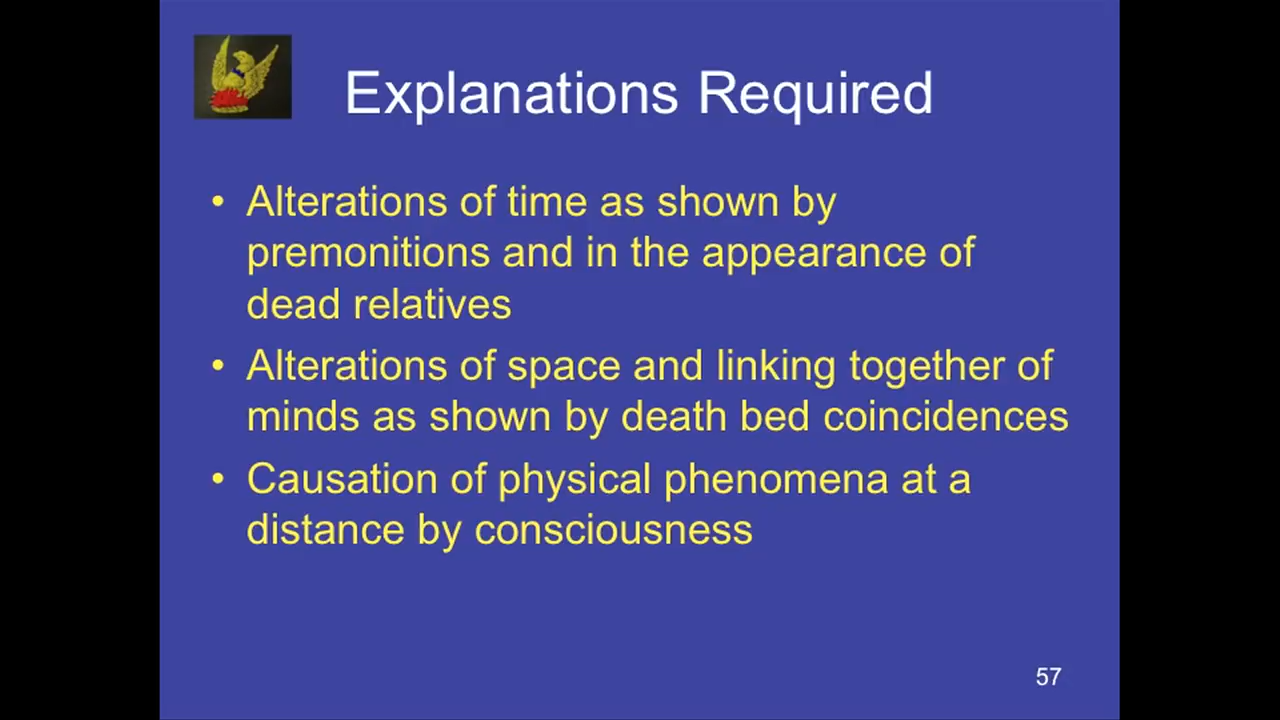 Explanations Required
• Alterations of time as shown by
premonitions and in the appearance of
dead relatives
• Alterations of space and linking together of
minds as shown by death bed coincidences
• Causation of physical phenomena at a
distance by consciousness
57